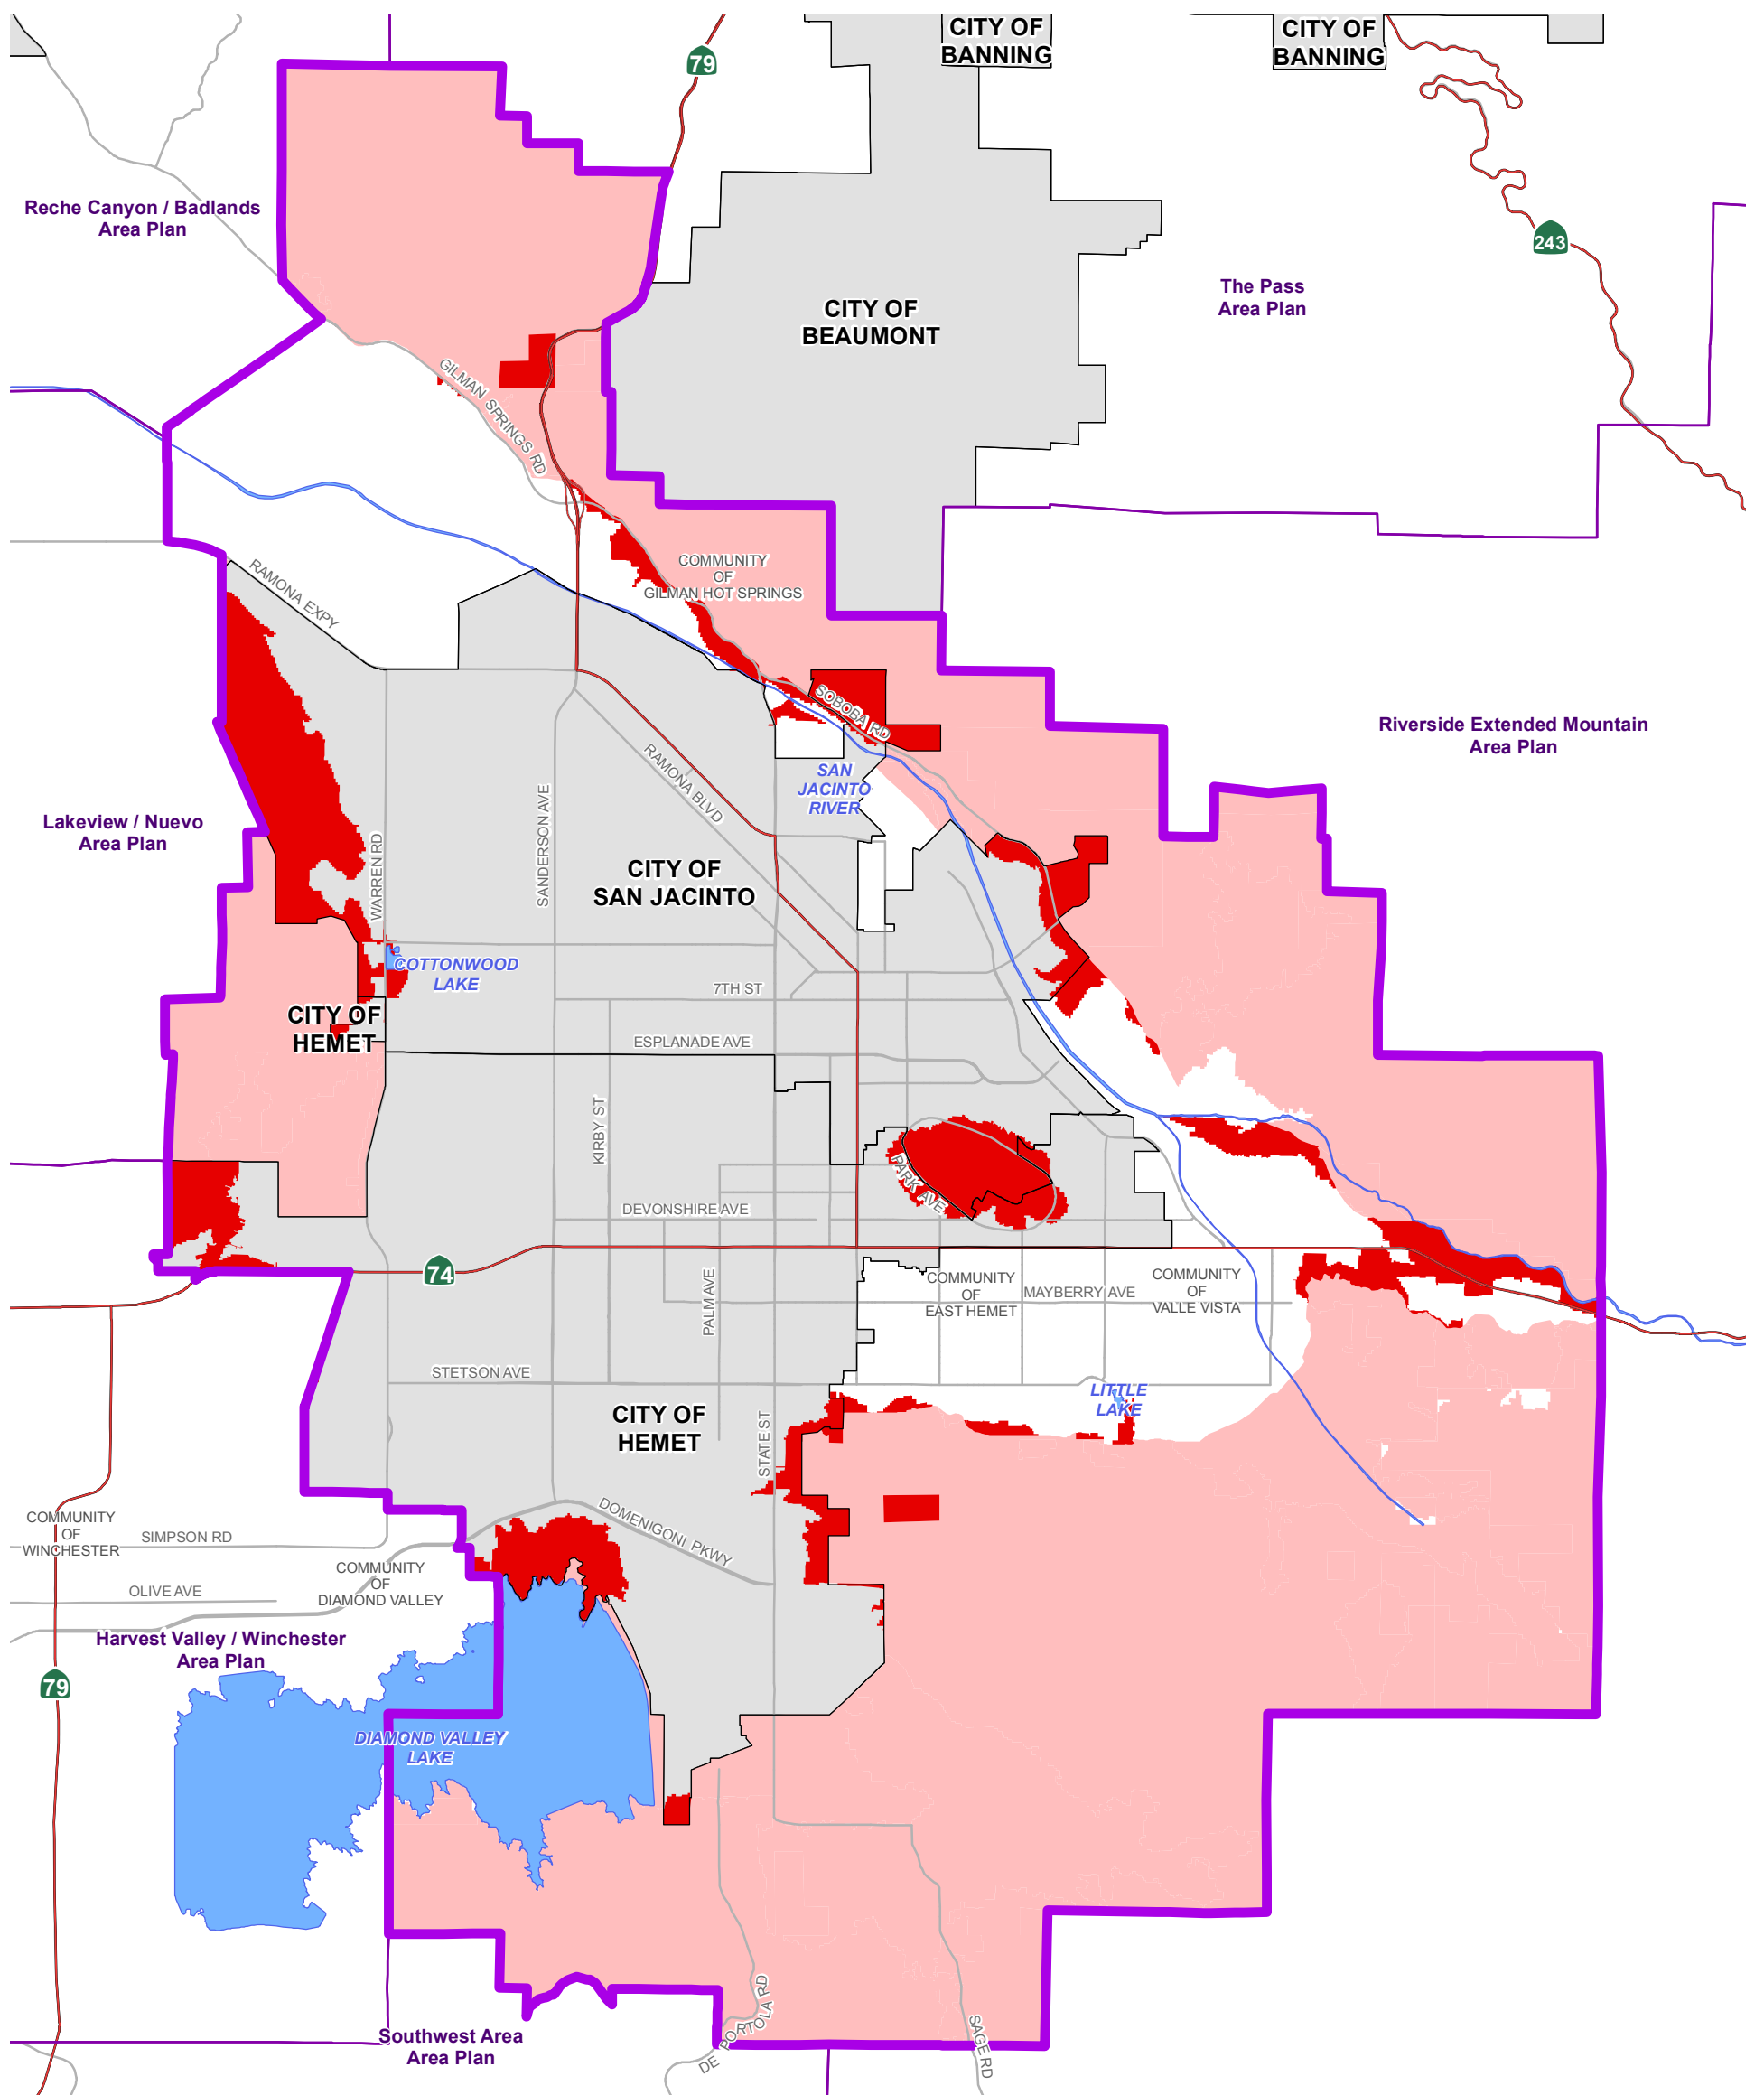 CITY OF
BANNING
CITY OF
BANNING
79
Reche Canyon / Badlands
Area Plan
243
The Pass
Area Plan
CITY OF
BEAUMONT
GILMAN SPRINGS RD
COMMUNITY
OF
GILMAN HOT SPRINGS
RAMONA EXPY
SOBOBA RD
Riverside Extended Mountain
Area Plan
RAMONA BLVD
SAN
JACINTO
RIVER
Lakeview / Nuevo
Area Plan
SANDERSON AVE
WARREN RD
CITY OF
SAN JACINTO
COTTONWOOD
LAKE
7TH ST
CITY OF
HEMET
ESPLANADE AVE
KIRBY ST
PARK AVE
DEVONSHIRE AVE
74
PALM AVE
COMMUNITY
OF
EAST HEMET
MAYBERRY AVE
COMMUNITY
OF
VALLE VISTA
STETSON AVE
LITTLE
LAKE
CITY OF
HEMET
STATE ST
COMMUNITY
OF
WINCHESTER
SIMPSON RD
DOMENIGONI PKWY
COMMUNITY
OF
DIAMOND VALLEY
OLIVE AVE
Harvest Valley / Winchester
Area Plan
79
DIAMOND VALLEY
LAKE
Southwest Area
Area Plan
DE PORTOLA RD
SAGE RD